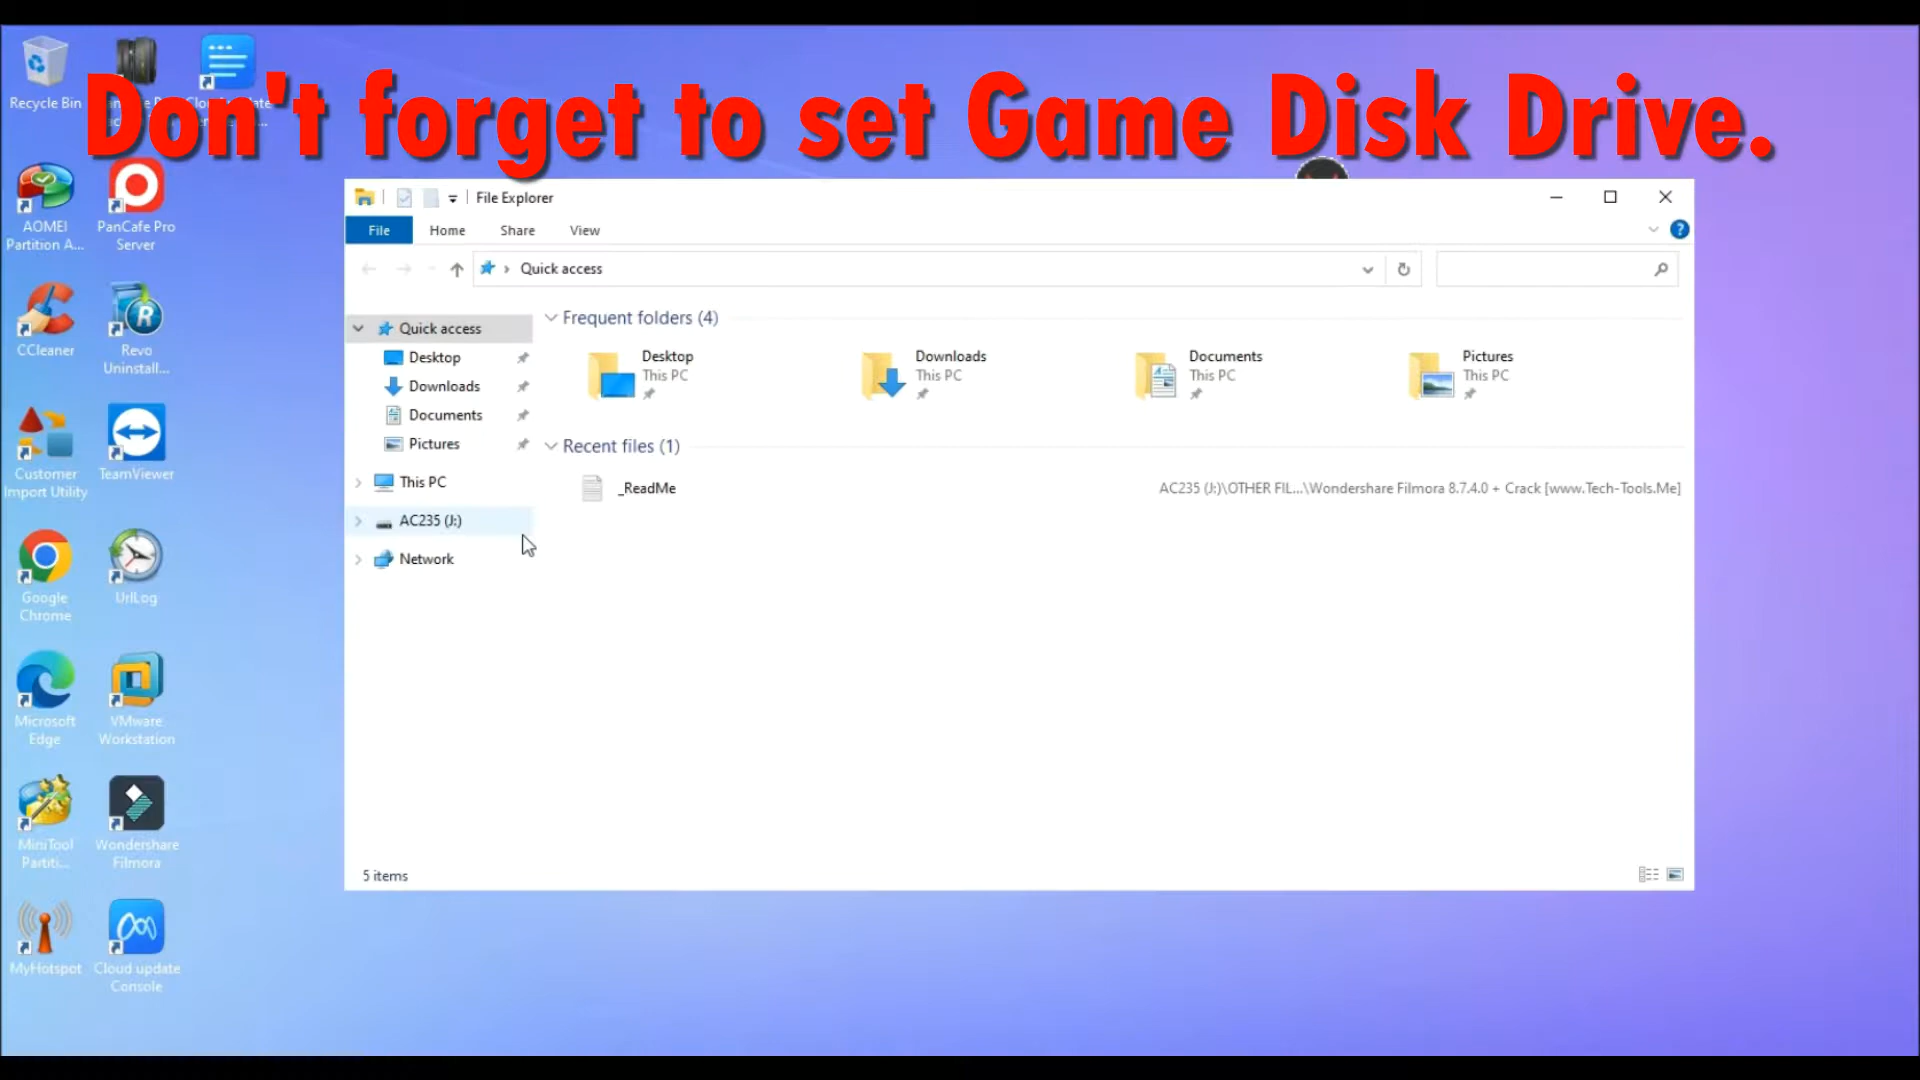 Don't forget to set Game Disk Drive.
Recycle Bin
AOMEI
Partition A...
PanCafe Pro
Server
CCleaner
Revo
Uninstall...
Customer
Import Utility
TeamViewer
Google
Chrome
UrlLog
Microsoft
Edge
VMware
Workstation
MiniTool
Partiti...
Wondershare
Filmora
MyHotspot
Cloud update
Console
File Explorer
File Home Share View
Quick access
Quick access
Desktop
Downloads
Documents
Pictures
This PC
AC235 (J:)
Network
Frequent folders (4)
Desktop
This PC
Downloads
This PC
Documents
This PC
Pictures
This PC
Recent files (1)
_ReadMe AC235 (J:)\OTHER FIL...\Wondershare Filmora 8.7.4.0 + Crack [www.Tech-Tools.Me]
5 items